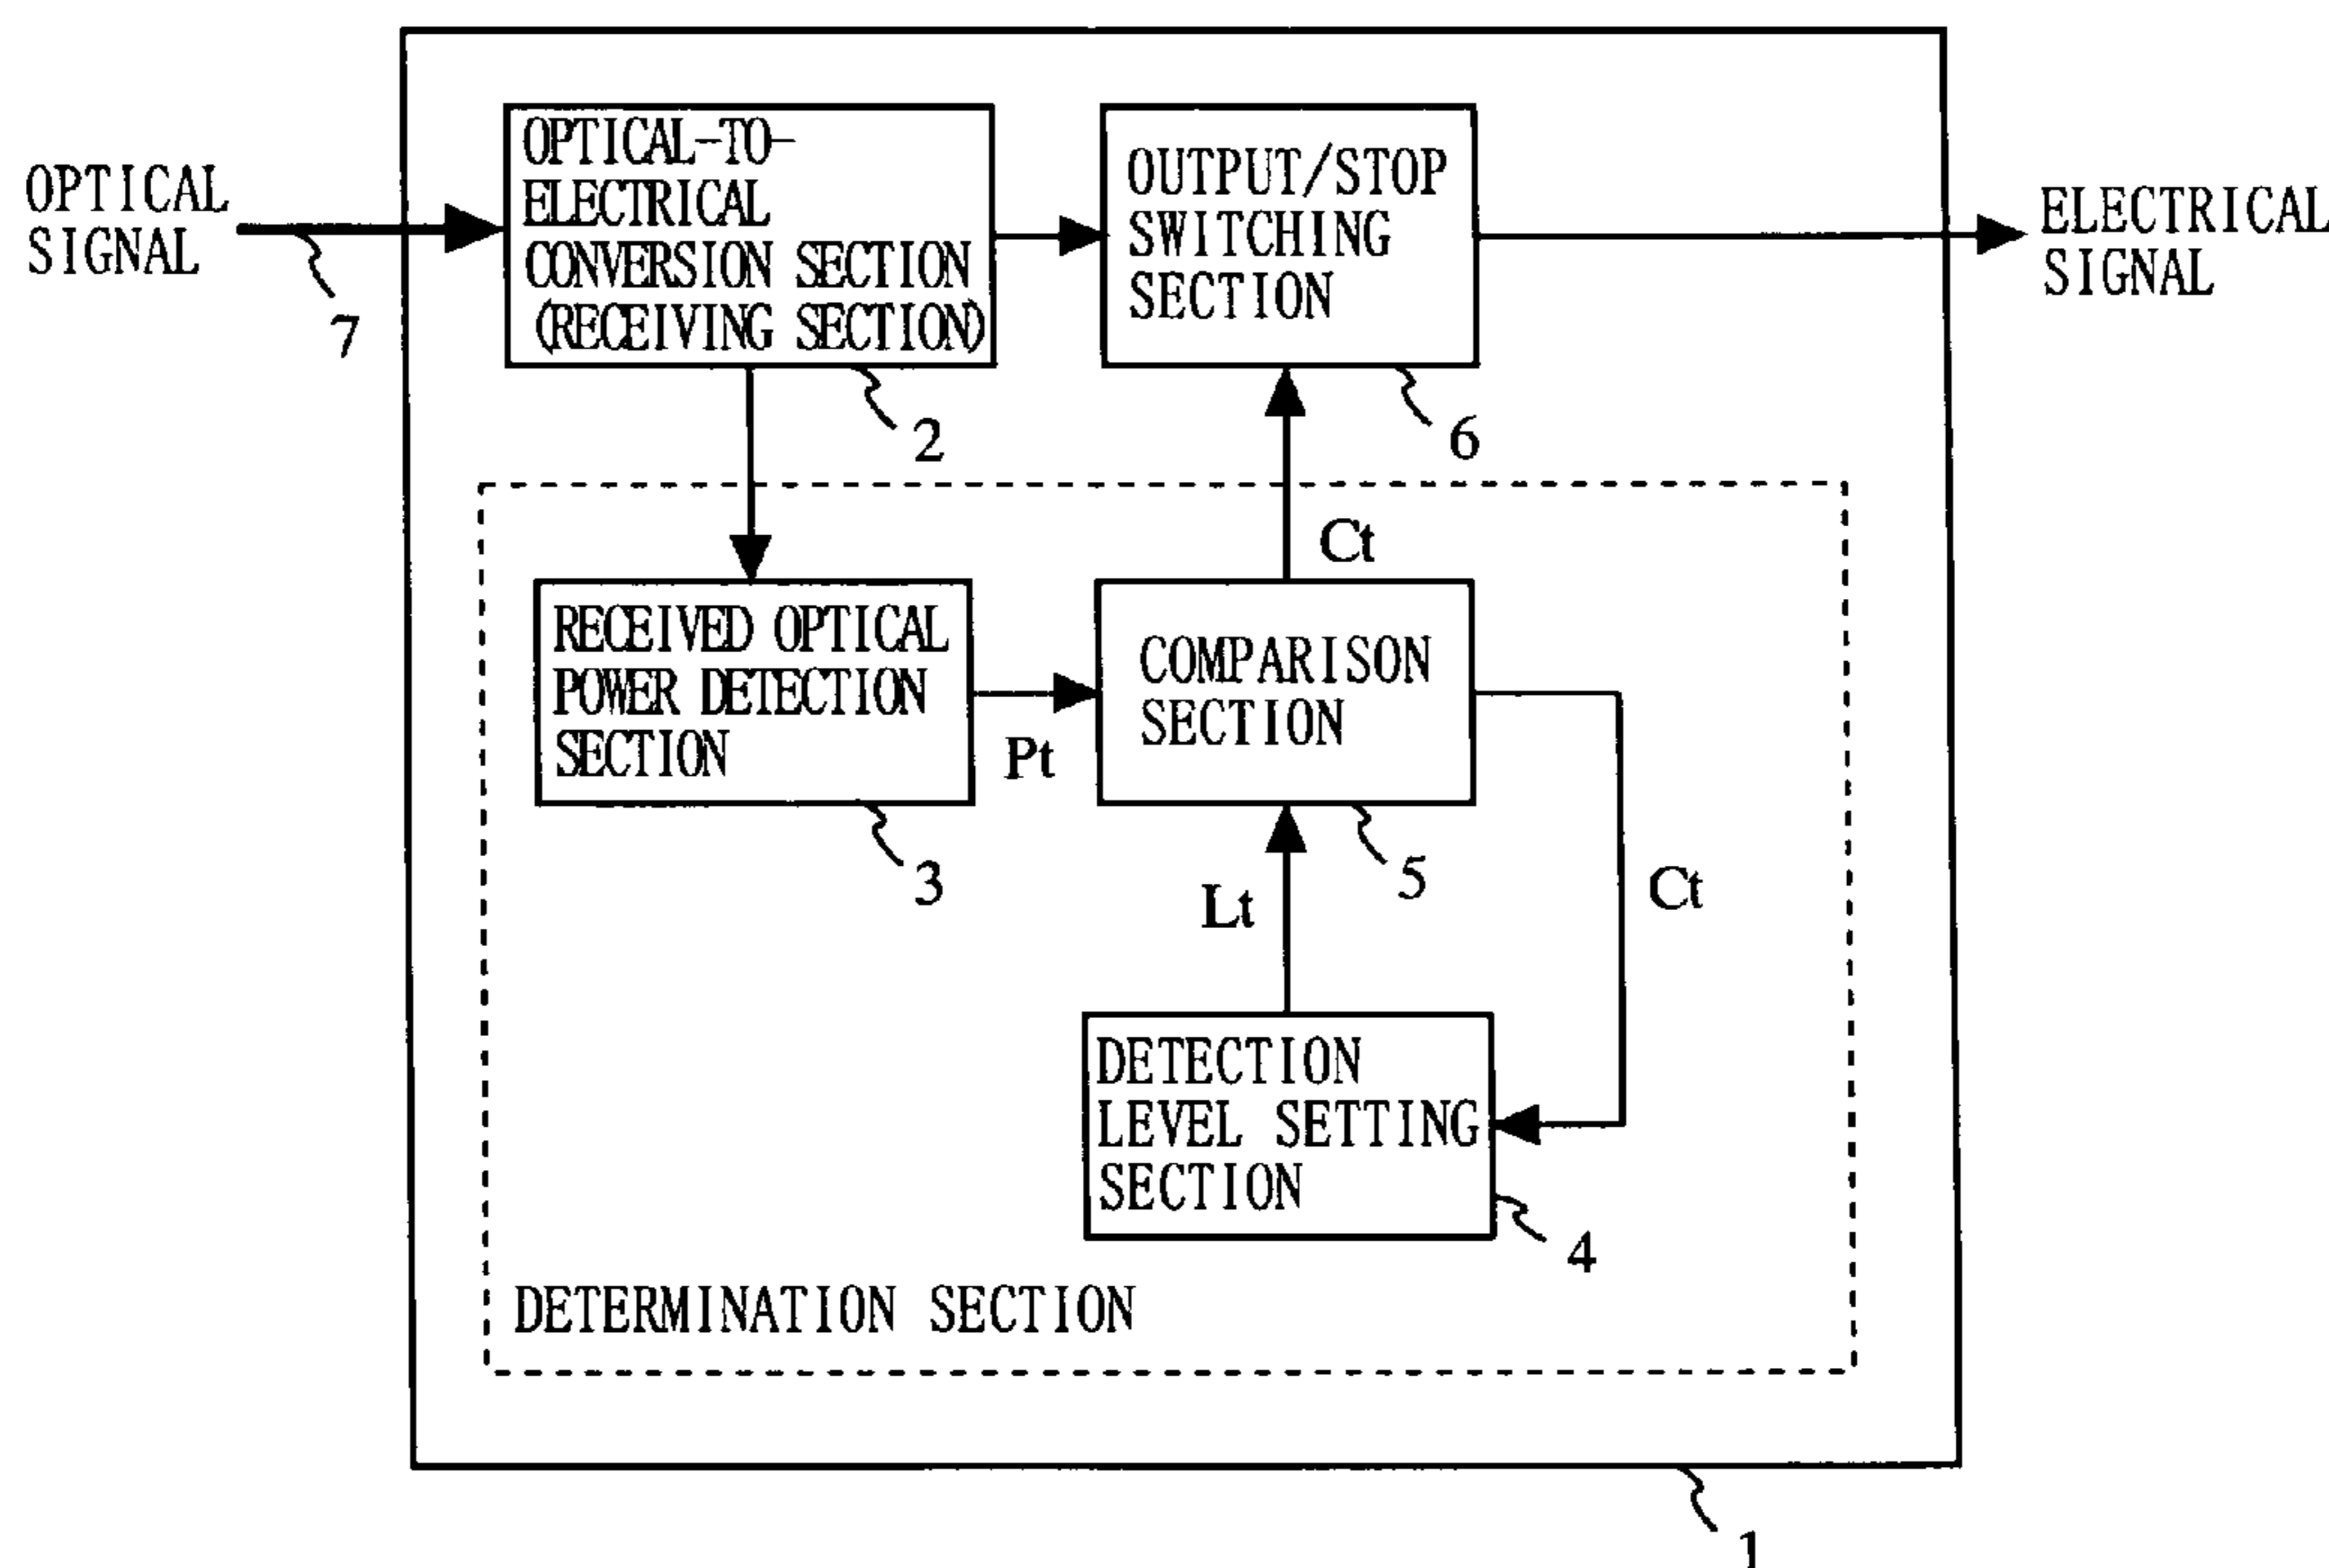 OPTICAL
SIGNAL
7
OPTICAL-TO-
ELECTRICAL
CONVERSION SECTION
(RECEIVING SECTION)
2
OUTPUT/STOP
SWITCHING
SECTION
6
ELECTRICAL
SIGNAL
Ct
RECEIVED OPTICAL
POWER DETECTION
SECTION
3
Pt
COMPARISON
SECTION
5
Lt
Ct
DETECTION
LEVEL SETTING
SECTION
4
DETERMINATION SECTION
1